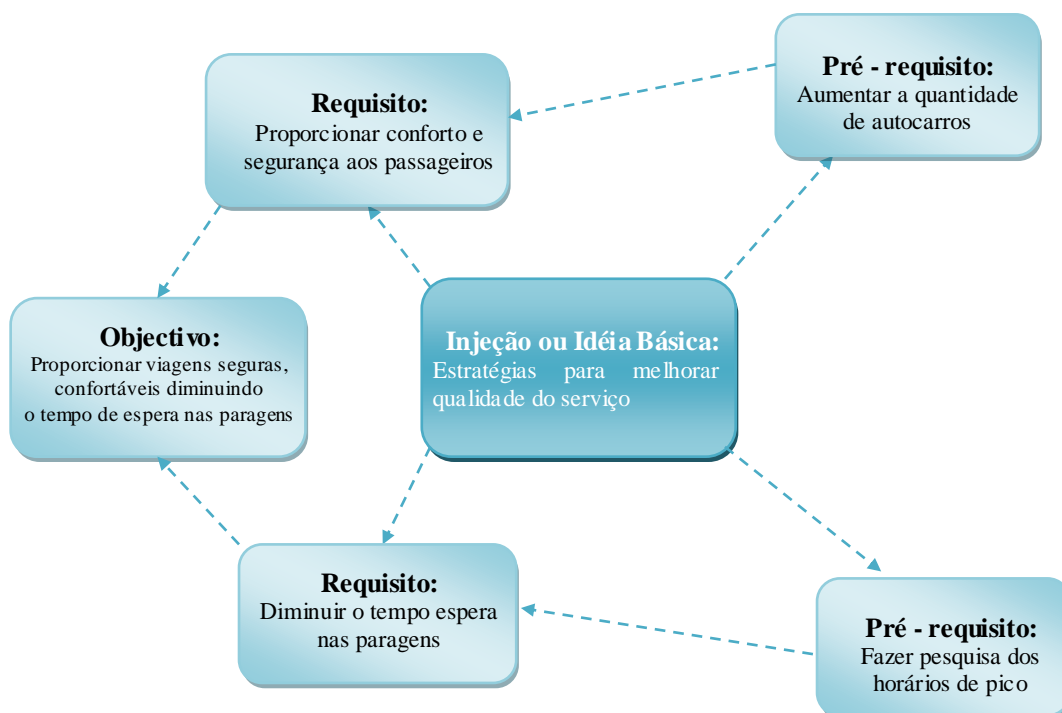 Pré - requisito:
Aumentar a quantidade
de autocarros
Requisito:
Proporcionar conforto e
segurança aos passageiros
Injeção ou Idéia Básica:
Estratégias para melhorar
qualidade do serviço
Objectivo:
Proporcionar viagens seguras,
confortáveis diminuindo
o tempo de espera nas paragens
Requisito:
Diminuir o tempo espera
nas paragens
Pré - requisito:
Fazer pesquisa dos
horários de pico